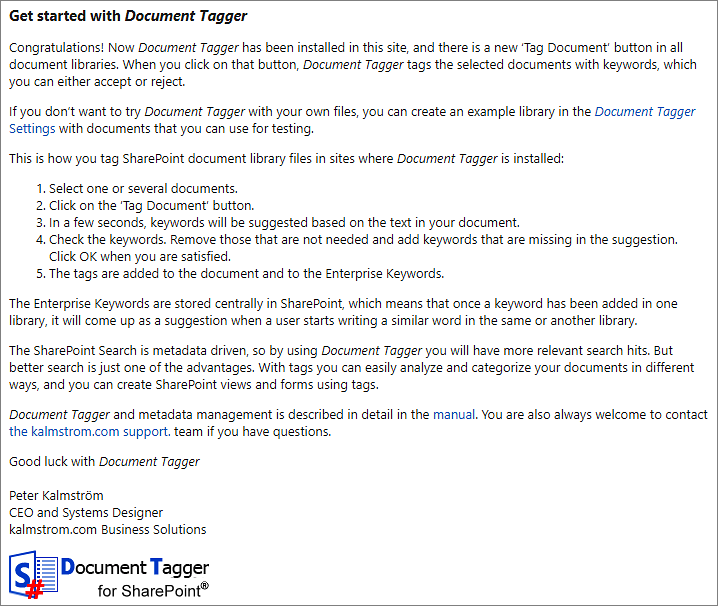 Get started with Document Tagger
Congratulations! Now Document Tagger has been installed in this site, and there is a new ‘Tag Document’ button in all
document libraries. When you click on that button, Document Tagger tags the selected documents with keywords, which
you can either accept or reject.
If you don’t want to try Document Tagger with your own files, you can create an example library in the Document Tagger
Settings with documents that you can use for testing.
This is how you tag SharePoint document library files in sites where Document Tagger is installed:
1. Select one or several documents.
2. Click on the ‘Tag Document’ button.
3. In a few seconds, keywords will be suggested based on the text in your document.
4. Check the keywords. Remove those that are not needed and add keywords that are missing in the suggestion.
Click OK when you are satisfied.
5. The tags are added to the document and to the Enterprise Keywords.
The Enterprise Keywords are stored centrally in SharePoint, which means that once a keyword has been added in one
library, it will come up as a suggestion when a user starts writing a similar word in the same or another library.
The SharePoint Search is metadata driven, so by using Document Tagger you will have more relevant search hits. But
better search is just one of the advantages. With tags you can easily analyze and categorize your documents in different
ways, and you can create SharePoint views and forms using tags.
Document Tagger and metadata management is described in detail in the manual. You are also always welcome to contact
the kalmstrom.com support. team if you have questions.
Good luck with Document Tagger
Peter Kalmström
CEO and Systems Designer
kalmstrom.com Business Solutions
S # Document Tagger
for SharePoint®